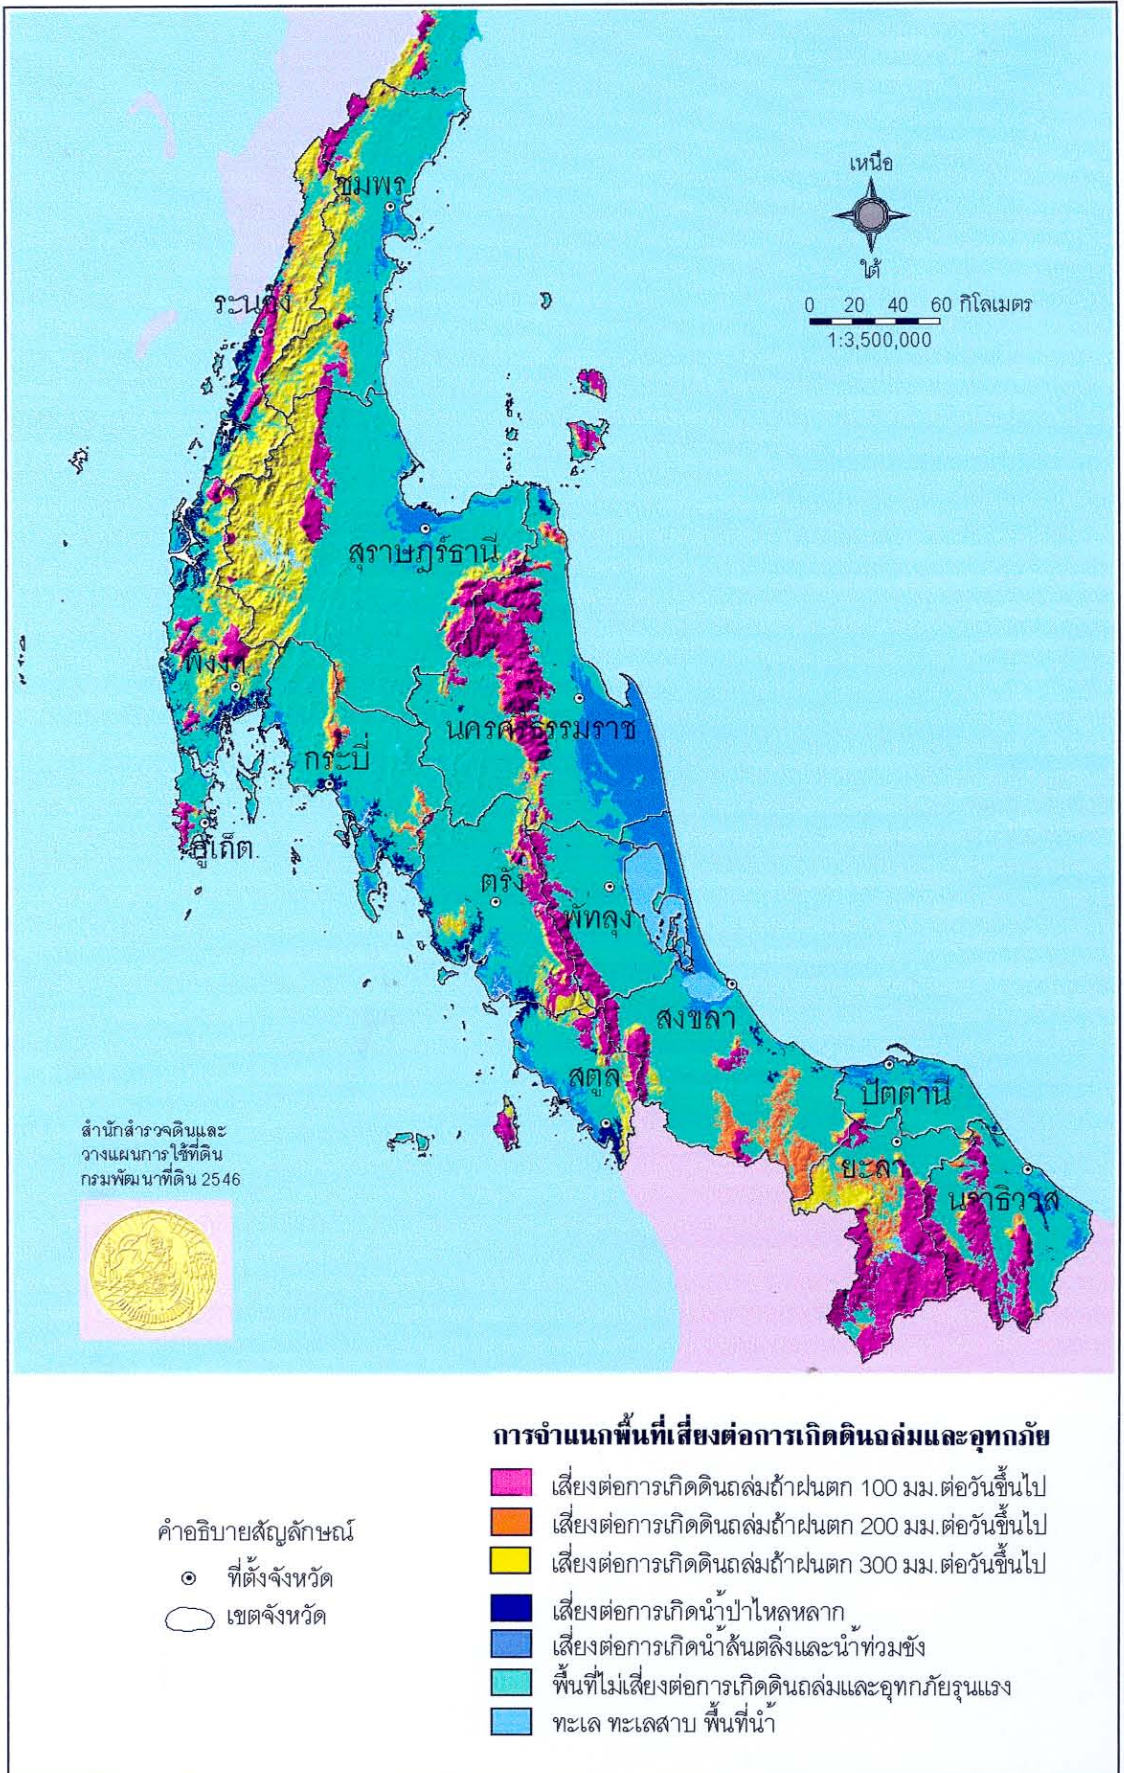 เหนือ
ใต้
0 20 40 60 กิโลเมตร
1:3,500,000
ชุมพร
ระนอง
สุราษฎร์ธานี
พังงา
นครศรีธรรมราช
กระบี่
ภูเก็ต
ตรัง
พัทลุง
สงขลา
สตูล
ปัตตานี
ยะลา
นราธิวาส
สำนักสำรวจดินและ
วางแผนการใช้ที่ดิน
กรมพัฒนาที่ดิน 2546
การจำแนกพื้นที่เสี่ยงต่อการเกิดดินถล่มและอุทกภัย
เสี่ยงต่อการเกิดดินถล่มถ้าฝนตก 100 มม.ต่อวันขึ้นไป
เสี่ยงต่อการเกิดดินถล่มถ้าฝนตก 200 มม.ต่อวันขึ้นไป
เสี่ยงต่อการเกิดดินถล่มถ้าฝนตก 300 มม.ต่อวันขึ้นไป
เสี่ยงต่อการเกิดน้ำป่าไหลหลาก
เสี่ยงต่อการเกิดน้ำล้นตลิ่งและน้ำท่วมขัง
พื้นที่ไม่เสี่ยงต่อการเกิดดินถล่มและอุทกภัยรุนแรง
ทะเล ทะเลสาบ พื้นที่น้ำ
คำอธิบายสัญลักษณ์
ที่ตั้งจังหวัด
เขตจังหวัด